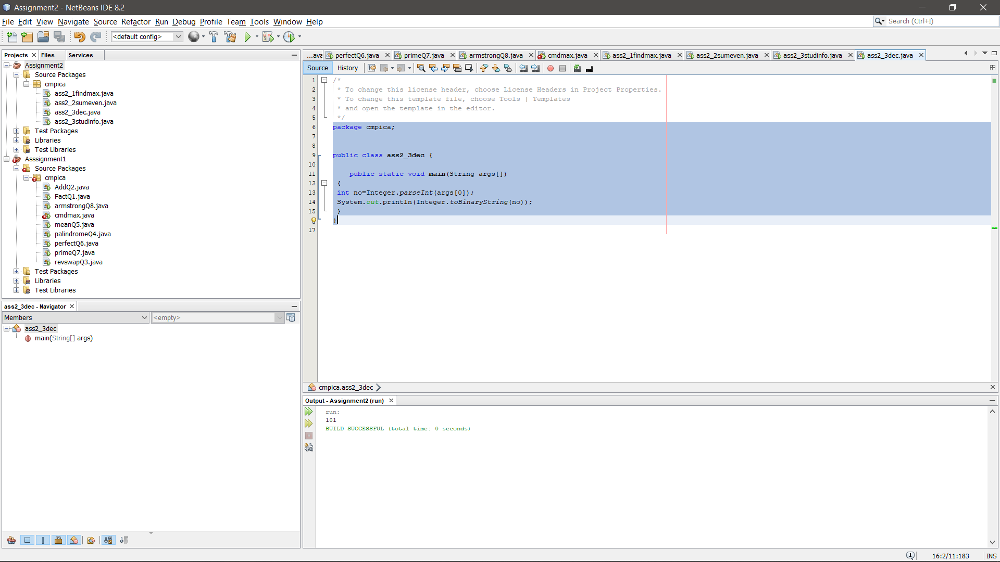 Assignment2 - NetBeans IDE 8.2
File Edit View Navigate Source Refactor Run Debug Profile Team Tools Window Help
Search (Ctrl+I)
<default config>
Projects Files Services
Assignment2
Source Packages
cmpica
ass2_1findmax.java
ass2_2sumeven.java
ass2_3dec.java
ass2_3studinfo.java
Test Packages
Libraries
Test Libraries
Asssignment1
Source Packages
cmpica
AddQ2.java
FactQ1.java
armstrongQ8.java
cmdmax.java
meanQ5.java
palindromeQ4.java
perfectQ6.java
primeQ7.java
revswapQ3.java
Test Packages
Libraries
Test Libraries
ass2_3dec - Navigator
Members <empty>
ass2_3dec
main(String[] args)
...ava perfectQ6.java primeQ7.java armstrongQ8.java cmdmax.java ass2_1findmax.java ass2_2sumeven.java ass2_3studinfo.java ass2_3dec.java
Source History
1 /*
2 * To change this license header, choose License Headers in Project Properties.
3 * To change this template file, choose Tools | Templates
4 * and open the template in the editor.
5 */
6 package cmpica;
7
8
9 public class ass2_3dec {
10
11 public static void main(String args[])
12 {
13 int no=Integer.parseInt(args[0]);
14 System.out.println(Integer.toBinaryString(no));
15 }
}
17
cmpica.ass2_3dec
Output - Assignment2 (run)
run:
101
BUILD SUCCESSFUL (total time: 0 seconds)
1 16:2/11:183 INS